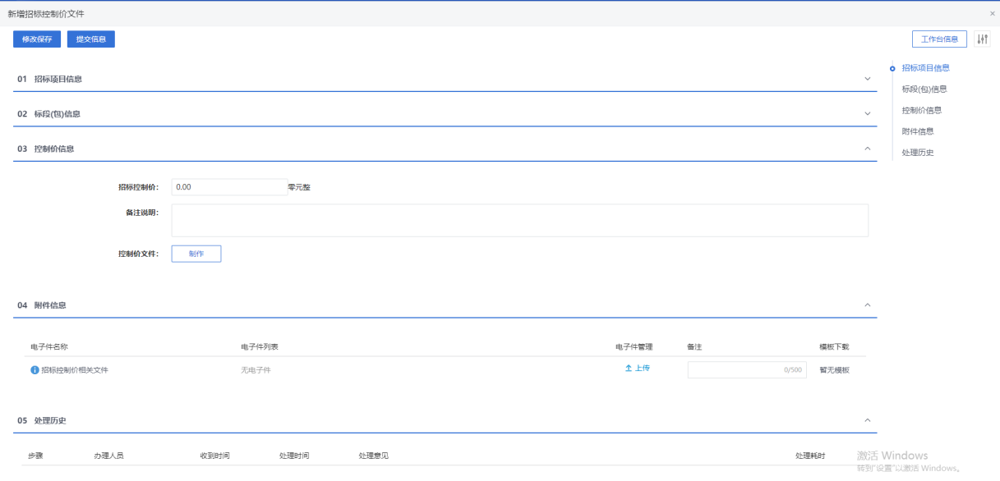 新增招标控制价文件
×
修改保存 提交信息 工作台信息
01 招标项目信息
02 标段(包)信息
03 控制价信息
招标控制价: 0.00 零元整
备注说明:
控制价文件: 制作
04 附件信息
电子件名称 电子件列表 电子件管理 备注 模板下载
招标控制价相关文件 无电子件 上传 0/500 暂无模板
05 处理历史
步骤 办理人员 收到时间 处理时间 处理意见 处理耗时
招标项目信息
标段(包)信息
控制价信息
附件信息
处理历史
激活 Windows
转到"设置"以激活 Windows。